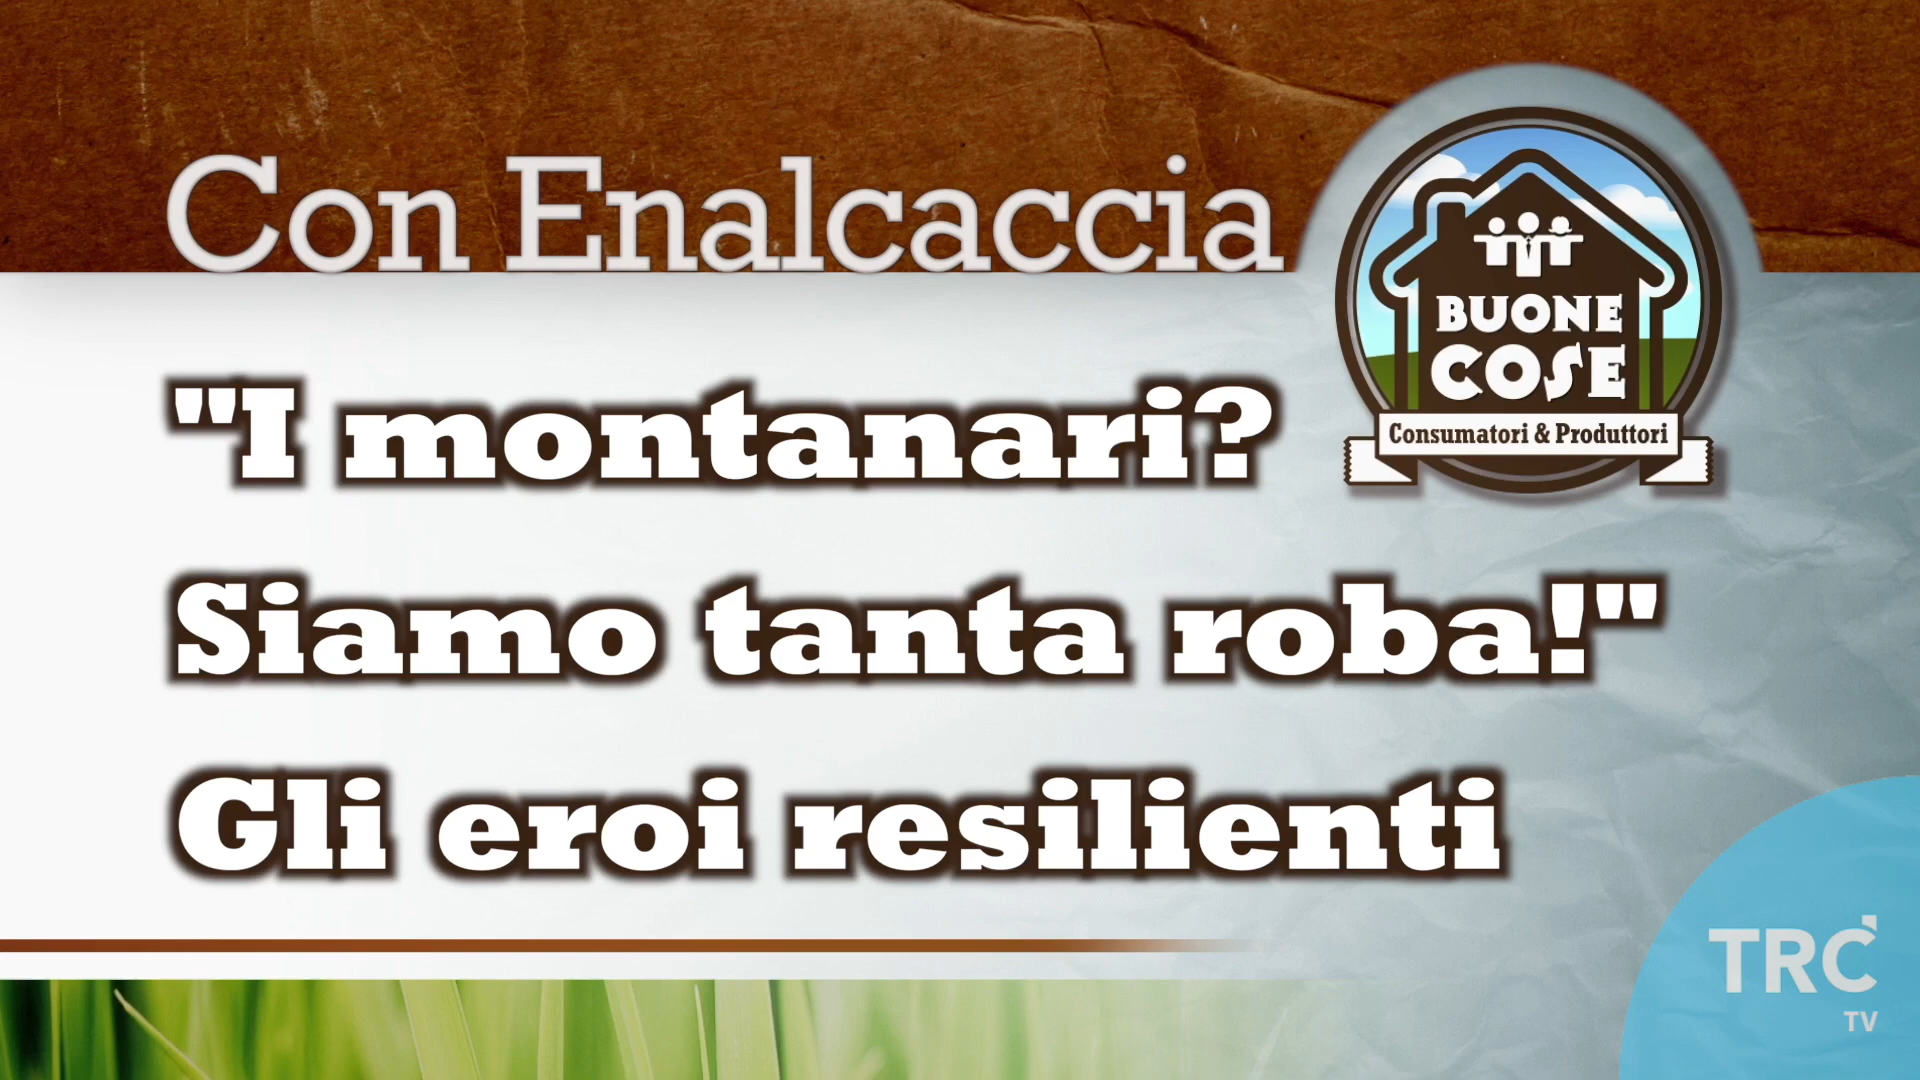 Con Enalcaccia
BUONE
COSE
Consumatori & Produttori
"I montanari?
Siamo tanta roba!"
Gli eroi resilienti
TRC
TV